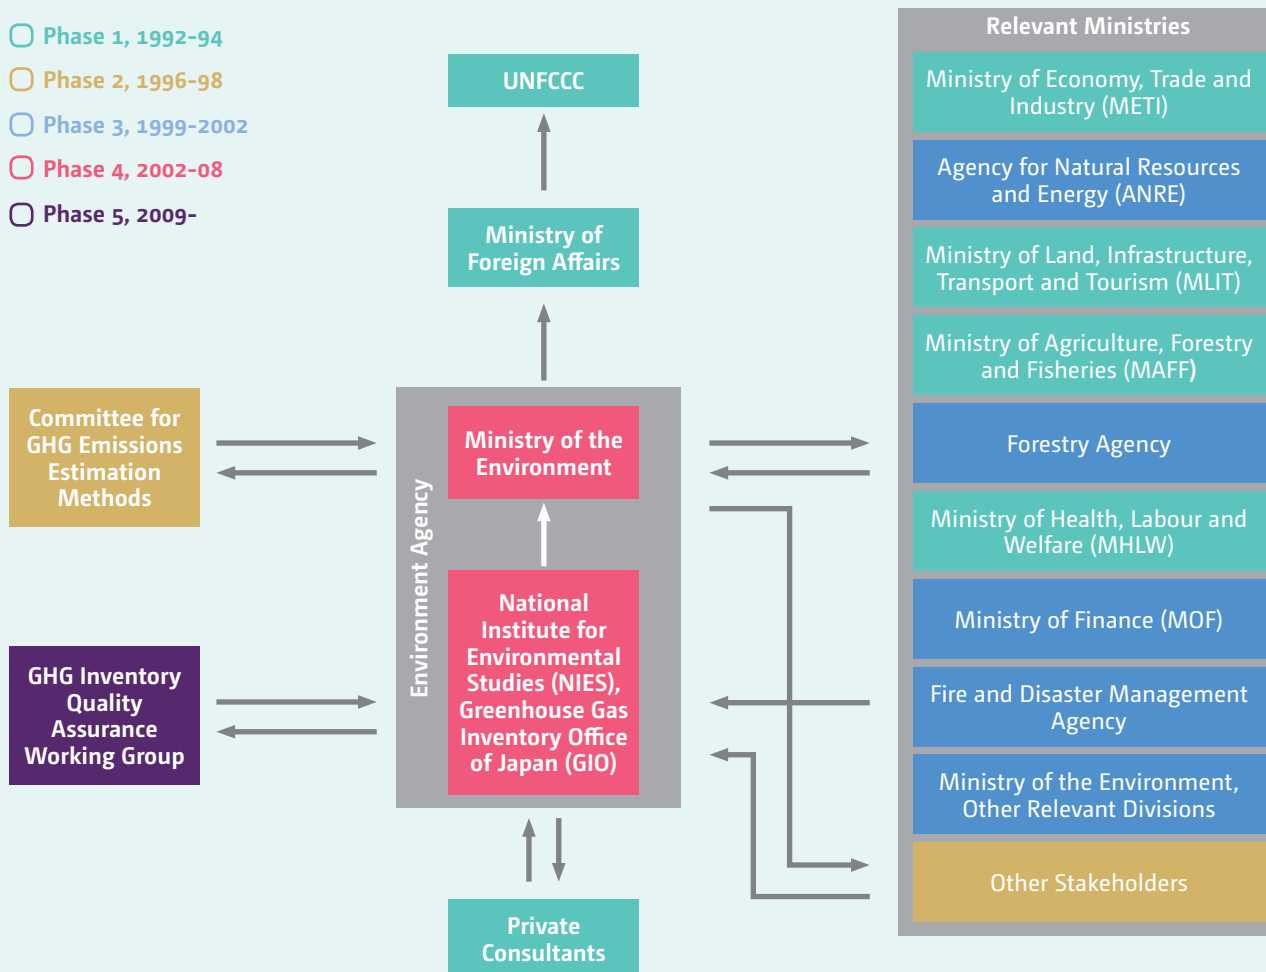 Phase 1, 1992-94
Phase 2, 1996-98
Phase 3, 1999-2002
Phase 4, 2002-08
Phase 5, 2009-
UNFCCC
Ministry of
Foreign Affairs
Committee for
GHG Emissions
Estimation
Methods
GHG Inventory
Quality
Assurance
Working Group
Environment Agency
Ministry of the
Environment
National
Institute for
Environmental
Studies (NIES),
Greenhouse Gas
Inventory Office
of Japan (GIO)
Private
Consultants
Relevant Ministries
Ministry of Economy, Trade and
Industry (METI)
Agency for Natural Resources
and Energy (ANRE)
Ministry of Land, Infrastructure,
Transport and Tourism (MLIT)
Ministry of Agriculture, Forestry
and Fisheries (MAFF)
Forestry Agency
Ministry of Health, Labour and
Welfare (MHLW)
Ministry of Finance (MOF)
Fire and Disaster Management
Agency
Ministry of the Environment,
Other Relevant Divisions
Other Stakeholders